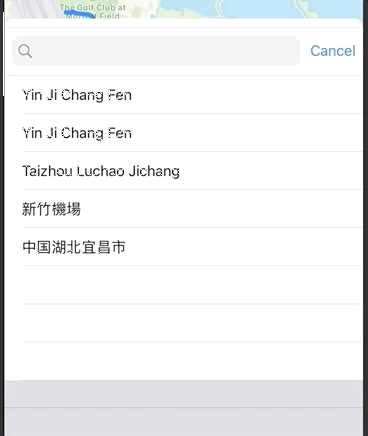 The Golf Club at
Field
Cancel
Yin Ji Chang Fen
Yin Ji Chang Fen
Taizhou Luchao Jichang
新竹機場
中国湖北宜昌市